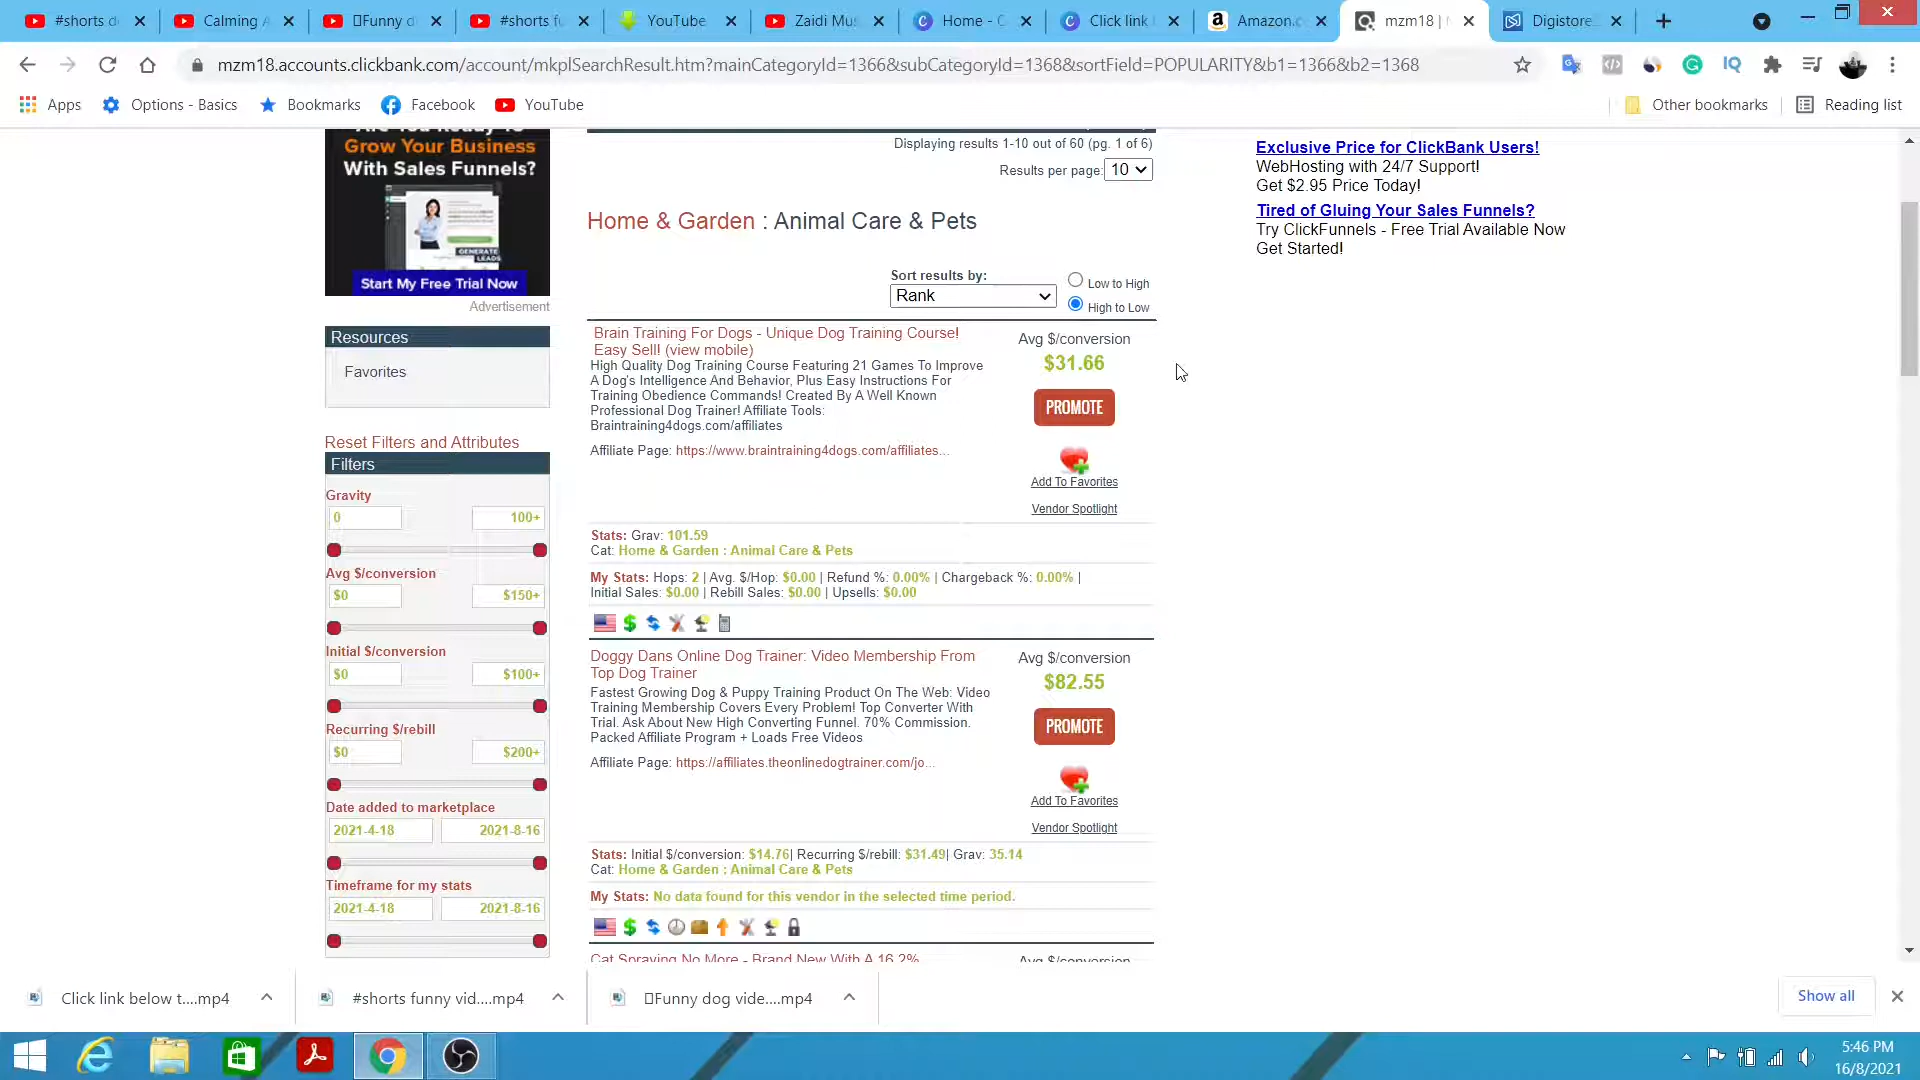 #shorts d
Calming A
Funny d
#shorts fu
YouTube
Zaidi Mus
Home - C
Click link
Amazon.c
mzm18 |
Digistore
mzm18.accounts.clickbank.com/account/mkplSearchResult.htm?mainCategoryId=1366&subCategoryId=1368&sortField=POPULARITY&b1=1366&b2=1368
Apps
Options - Basics
Bookmarks
Facebook
YouTube
Other bookmarks
Reading list
Grow Your Business
With Sales Funnels?
GENERATE
LEADS
Start My Free Trial Now
Advertisement
Resources
Favorites
Reset Filters and Attributes
Filters
Gravity
0 100+
Avg $/conversion
$0 $150+
Initial $/conversion
$0 $100+
Recurring $/rebill
$0 $200+
Date added to marketplace
2021-4-18 2021-8-16
Timeframe for my stats
2021-4-18 2021-8-16
Displaying results 1-10 out of 60 (pg. 1 of 6)
Results per page: 10
Home & Garden : Animal Care & Pets
Sort results by:
Rank
Low to High
High to Low
Brain Training For Dogs - Unique Dog Training Course!
Easy Sell! (view mobile)
High Quality Dog Training Course Featuring 21 Games To Improve
A Dog's Intelligence And Behavior, Plus Easy Instructions For
Training Obedience Commands! Created By A Well Known
Professional Dog Trainer! Affiliate Tools:
Braintraining4dogs.com/affiliates
Affiliate Page: https://www.braintraining4dogs.com/affiliates...
Avg $/conversion
$31.66
PROMOTE
Add To Favorites
Vendor Spotlight
Stats: Grav: 101.59
Cat: Home & Garden : Animal Care & Pets
My Stats: Hops: 2 | Avg. $/Hop: $0.00 | Refund %: 0.00% | Chargeback %: 0.00% |
Initial Sales: $0.00 | Rebill Sales: $0.00 | Upsells: $0.00
Doggy Dans Online Dog Trainer: Video Membership From
Top Dog Trainer
Fastest Growing Dog & Puppy Training Product On The Web: Video
Training Membership Covers Every Problem! Top Converter With
Trial. Ask About New High Converting Funnel. 70% Commission.
Packed Affiliate Program + Loads Free Videos
Affiliate Page: https://affiliates.theonlinedogtrainer.com/jo...
Avg $/conversion
$82.55
PROMOTE
Add To Favorites
Vendor Spotlight
Stats: Initial $/conversion: $14.76| Recurring $/rebill: $31.49| Grav: 35.14
Cat: Home & Garden : Animal Care & Pets
My Stats: No data found for this vendor in the selected time period.
Cat Spraying No More - Brand New With A 16.2%
Avg $/conversion
Exclusive Price for ClickBank Users!
WebHosting with 24/7 Support!
Get $2.95 Price Today!
Tired of Gluing Your Sales Funnels?
Try ClickFunnels - Free Trial Available Now
Get Started!
Click link below t....mp4
#shorts funny vid....mp4
Funny dog vide....mp4
Show all
5:46 PM
16/8/2021